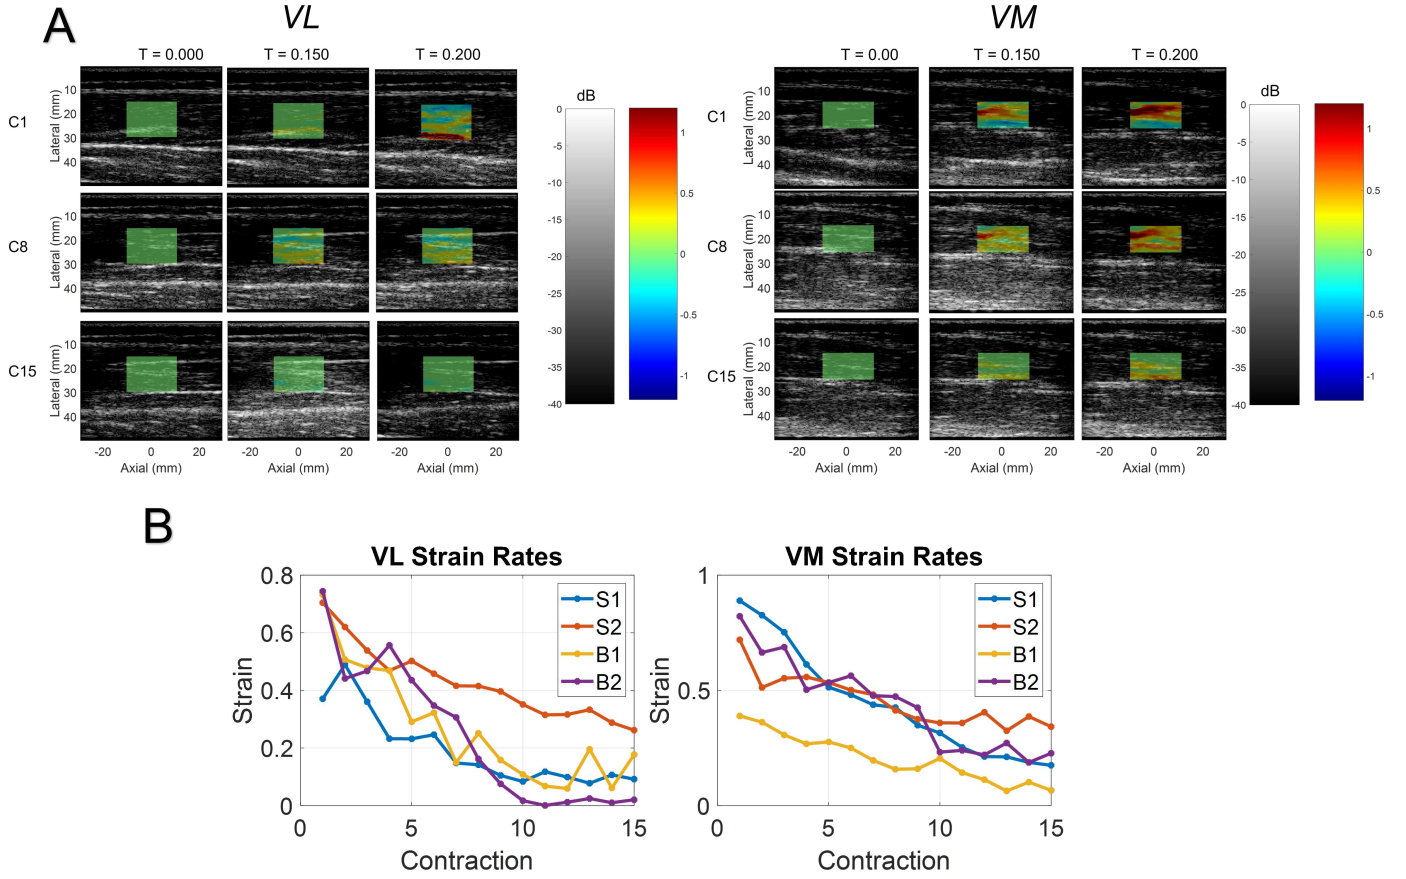 A
VL
VM
T = 0.000
T = 0.150
T = 0.200
T = 0.00
T = 0.150
T = 0.200
C1
Lateral (mm)
10
20
30
40
C8
Lateral (mm)
10
20
30
40
C15
Lateral (mm)
10
20
30
40
-20
0
20
-20
0
20
-20
0
20
Axial (mm)
Axial (mm)
Axial (mm)
dB
0
-5
-10
-15
-20
-25
-30
-35
-40
1
0.5
0
-0.5
-1
C1
Lateral (mm)
10
20
30
40
C8
Lateral (mm)
10
20
30
40
C15
Lateral (mm)
10
20
30
40
-20
0
20
-20
0
20
-20
0
20
Axial (mm)
Axial (mm)
Axial (mm)
dB
0
-5
-10
-15
-20
-25
-30
-35
-40
1
0.5
0
-0.5
-1
B
VL Strain Rates
0.8
0.6
0.4
0.2
0
Strain
0
5
10
15
Contraction
S1
S2
B1
B2
VM Strain Rates
1
0.5
0
Strain
0
5
10
15
Contraction
S1
S2
B1
B2